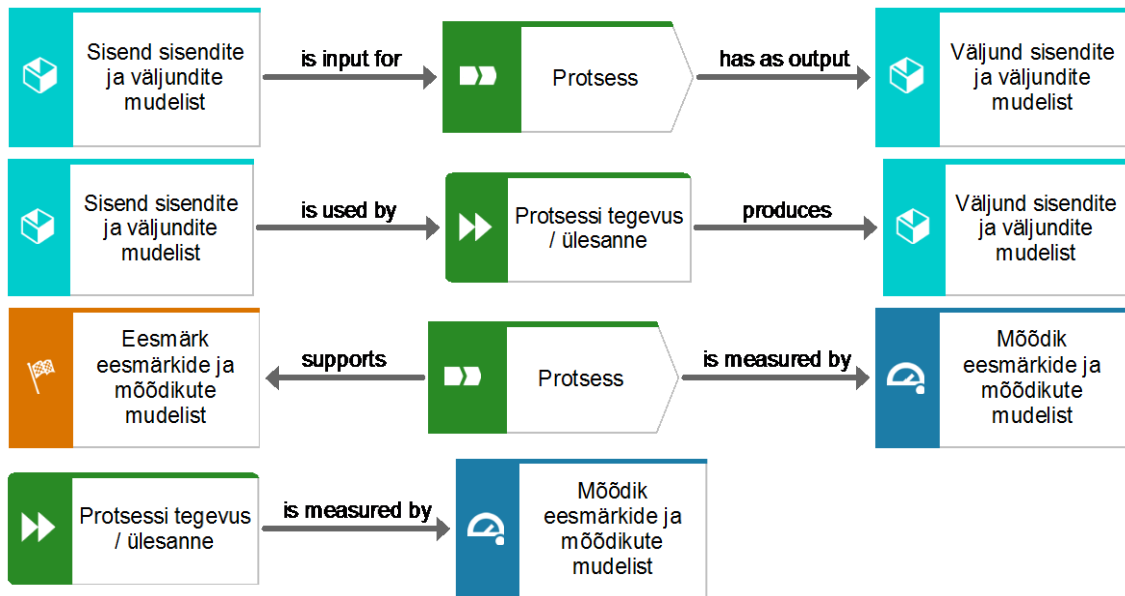 Sisend sisendite
ja väljundite
mudelist
is input for
Protsess
has as output
Väljund sisendite
ja väljundite
mudelist
Sisend sisendite
ja väljundite
mudelist
is used by
Protsessi tegevus
/ ülesanne
produces
Väljund sisendite
ja väljundite
mudelist
Eesmärk
eesmärkide ja
mõõdikute
mudelist
supports
Protsess
is measured by
Mõõdik
eesmärkide ja
mõõdikute
mudelist
Protsessi tegevus
/ ülesanne
is measured by
Mõõdik
eesmärkide ja
mõõdikute
mudelist